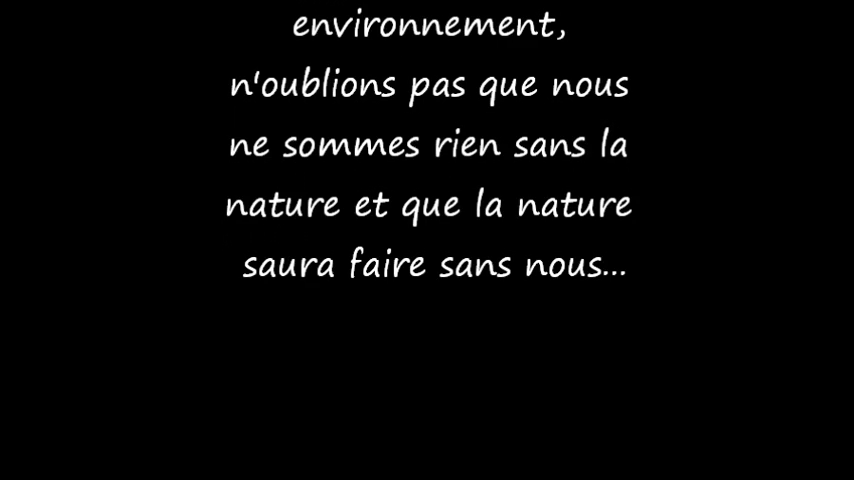 environnement,
n'oublions pas que nous
ne sommes rien sans la
nature et que la nature
saura faire sans nous...